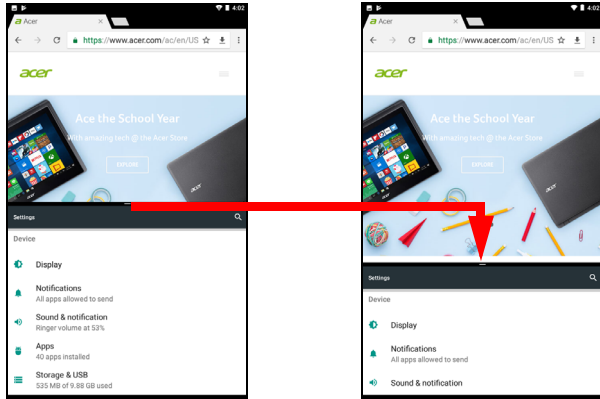 4:02
Acer
https://www.acer.com/ac/en/US
acer
Ace the School Year
With amazing tech @ the Acer Store
EXPLORE
acer
Settings
Device
Display
Notifications
All apps allowed to send
Sound & notification
Ringer volume at 53%
Apps
40 apps installed
Storage & USB
535 MB of 9.88 GB used
4:02
Acer
https://www.acer.com/ac/en/US
acer
Ace the School Year
With amazing tech @ the Acer Store
EXPLORE
acer
Settings
Device
Display
Notifications
All apps allowed to send
Sound & notification